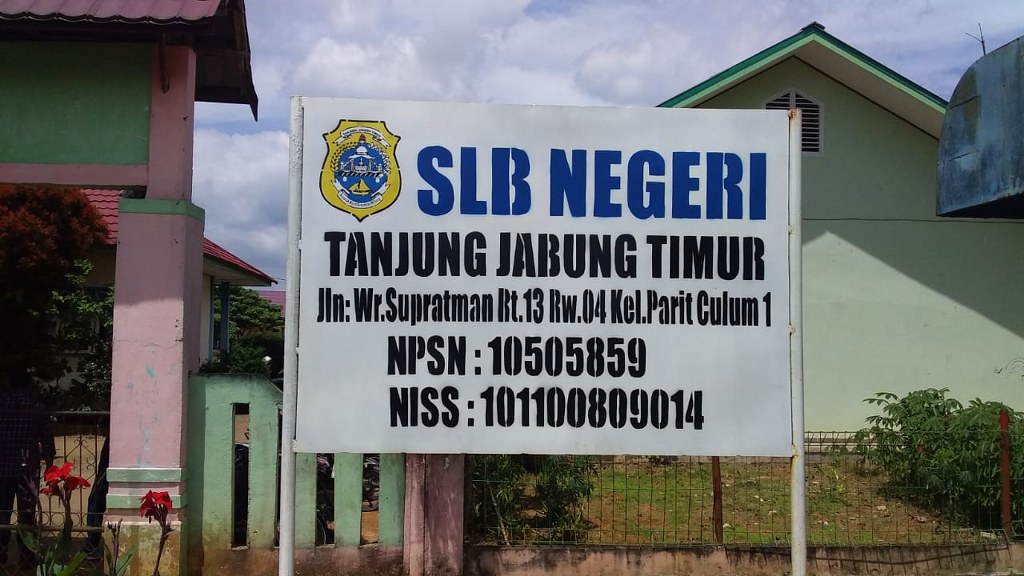 SLB NEGERI
TANJUNG JABUNG TIMUR
Jln: Wr.Supratman Rt.13 Rw.04 Kel.Parit Culum 1
NPSN : 10505859
NISS : 101100809014